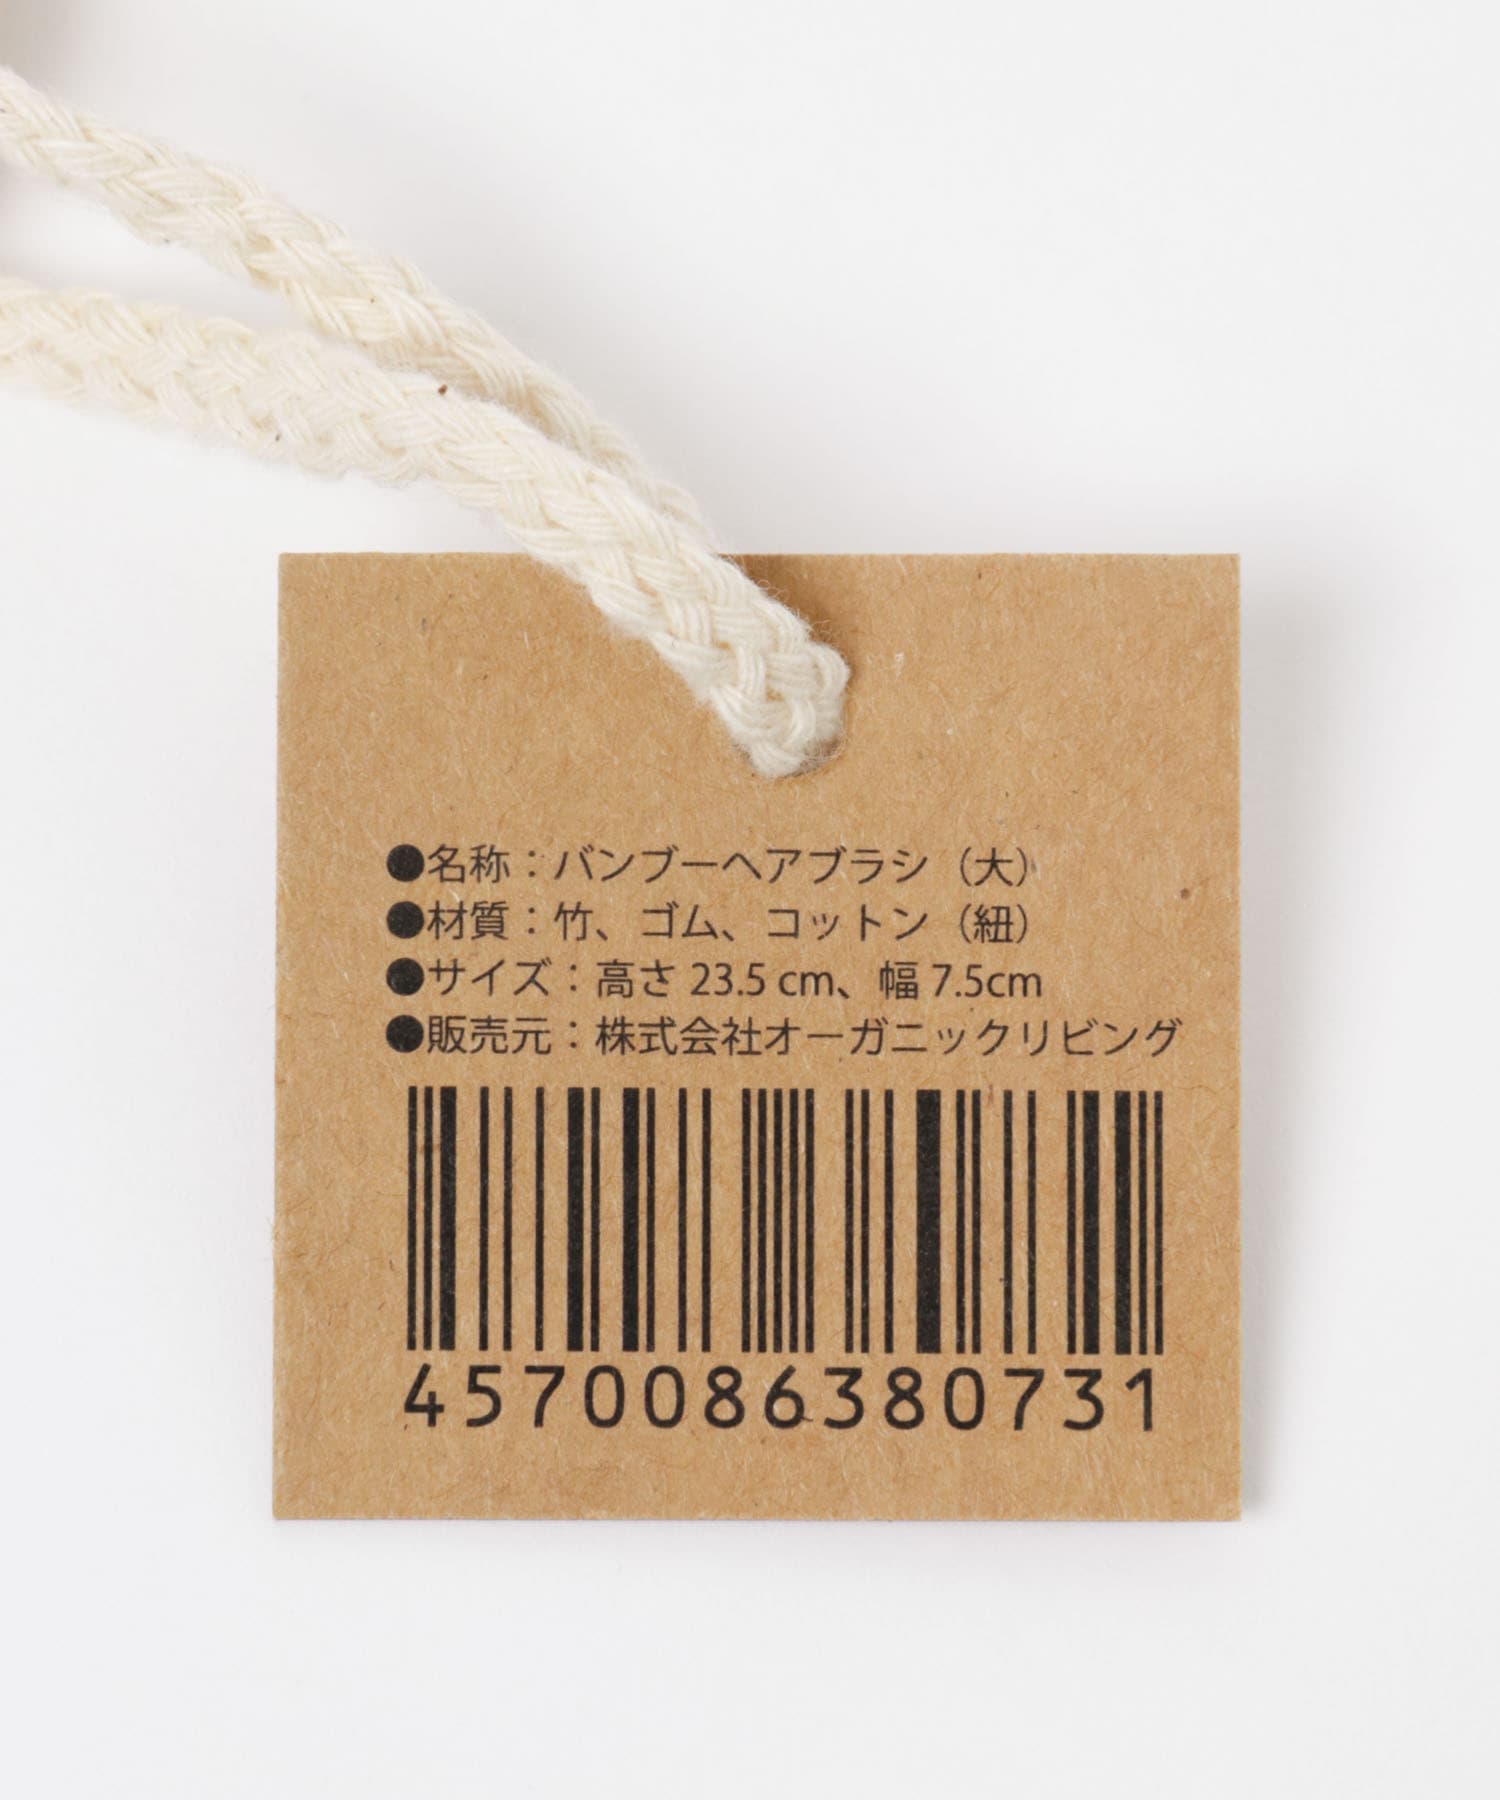 ●名称：バンブーヘアブラシ（大）
●材質：竹、ゴム、コットン（紐）
●サイズ：高さ 23.5 cm、幅 7.5cm
●販売元：株式会社オーガニックリビング
4570086380731